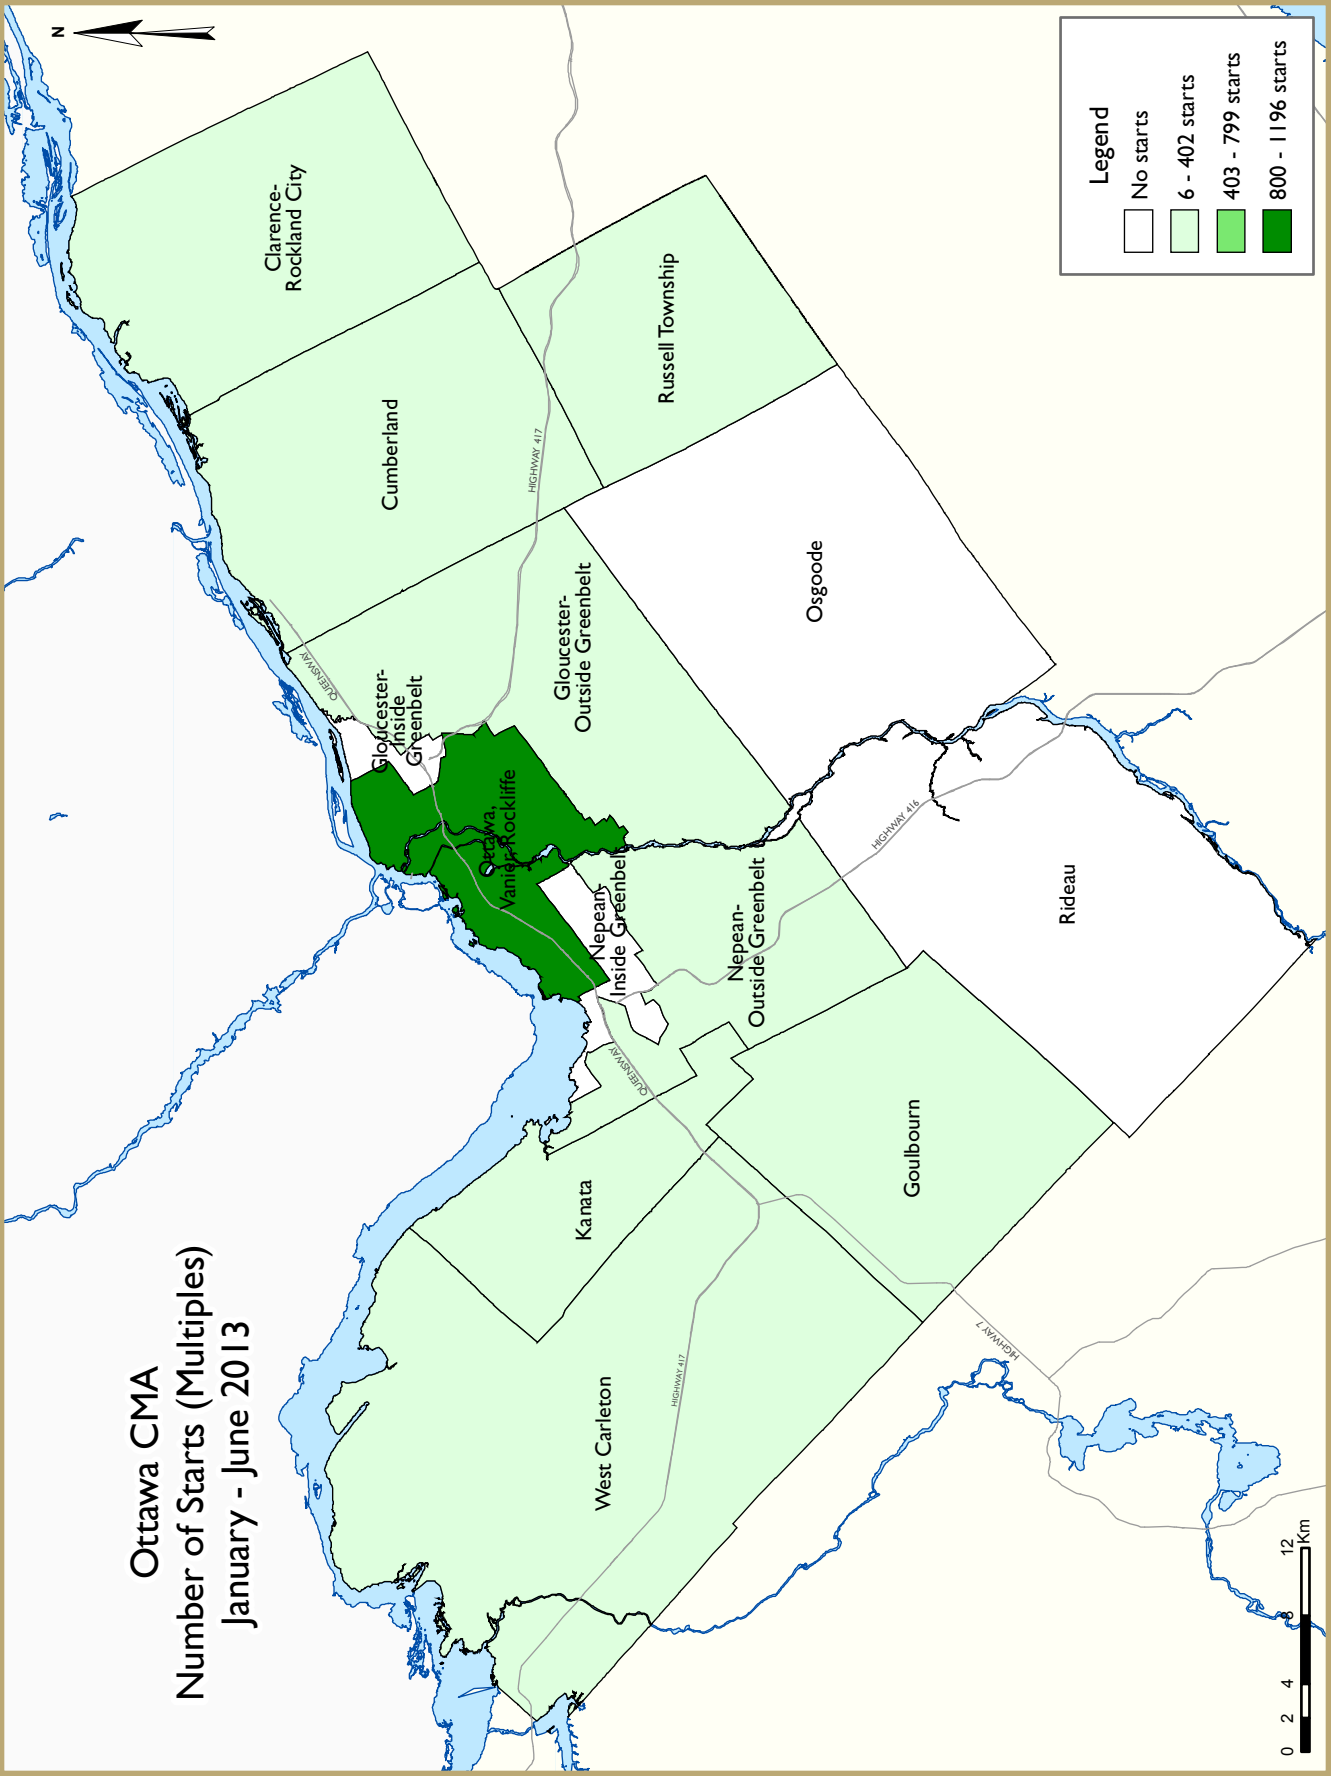 Ottawa CMA
Number of Starts (Multiples)
January - June 2013
N
Clarence-
Rockland City
Cumberland
Russell Township
HIGHWAY 417
Osgoode
Gloucester-
Outside Greenbelt
QUEENSWAY
Gloucester-
Inside
Greenbelt
Ottawa,
Vanier, Rockliffe
Nepean-
Inside Greenbelt
Nepean-
Outside Greenbelt
HIGHWAY 416
Rideau
QUEENSWAY
Kanata
Goulbourn
West Carleton
HIGHWAY 417
HIGHWAY 7
Legend
No starts
6 - 402 starts
403 - 799 starts
800 - 1196 starts
0 2 4 8 12
Km